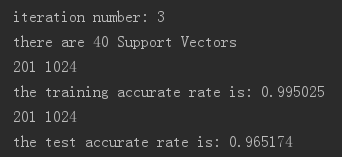 iteration number: 3
there are 40 Support Vectors
201 1024
the training accurate rate is: 0.995025
201 1024
the test accurate rate is: 0.965174